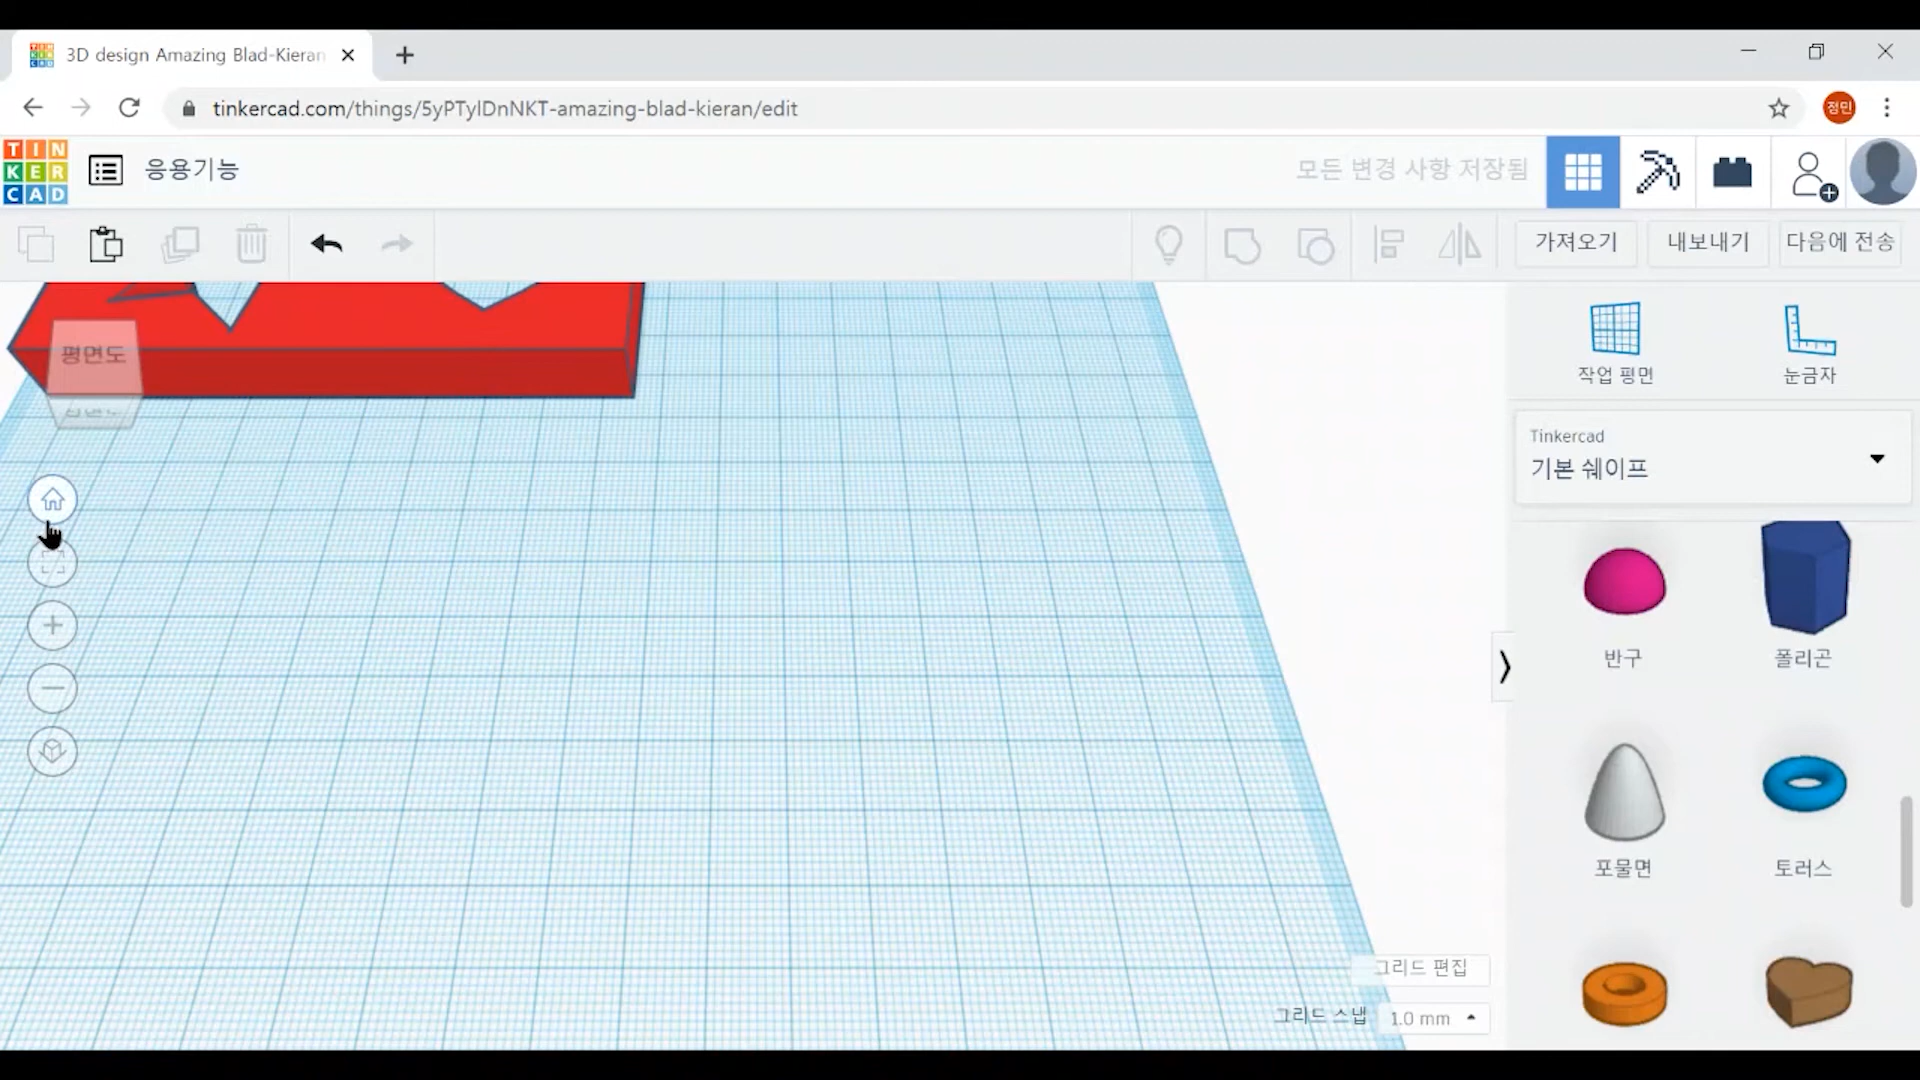 3D design Amazing Blad-Kieran
tinkercad.com/things/5yPTylDnNKT-amazing-blad-kieran/edit
정민
TIN
KER
CAD
응용기능
모든 변경 사항 저장됨
가져오기
내보내기
다음에 전송
평면도
작업 평면
눈금자
Tinkercad
기본 쉐이프
반구
폴리곤
포물면
토러스
그리드 편집
그리드 스냅
1.0 mm